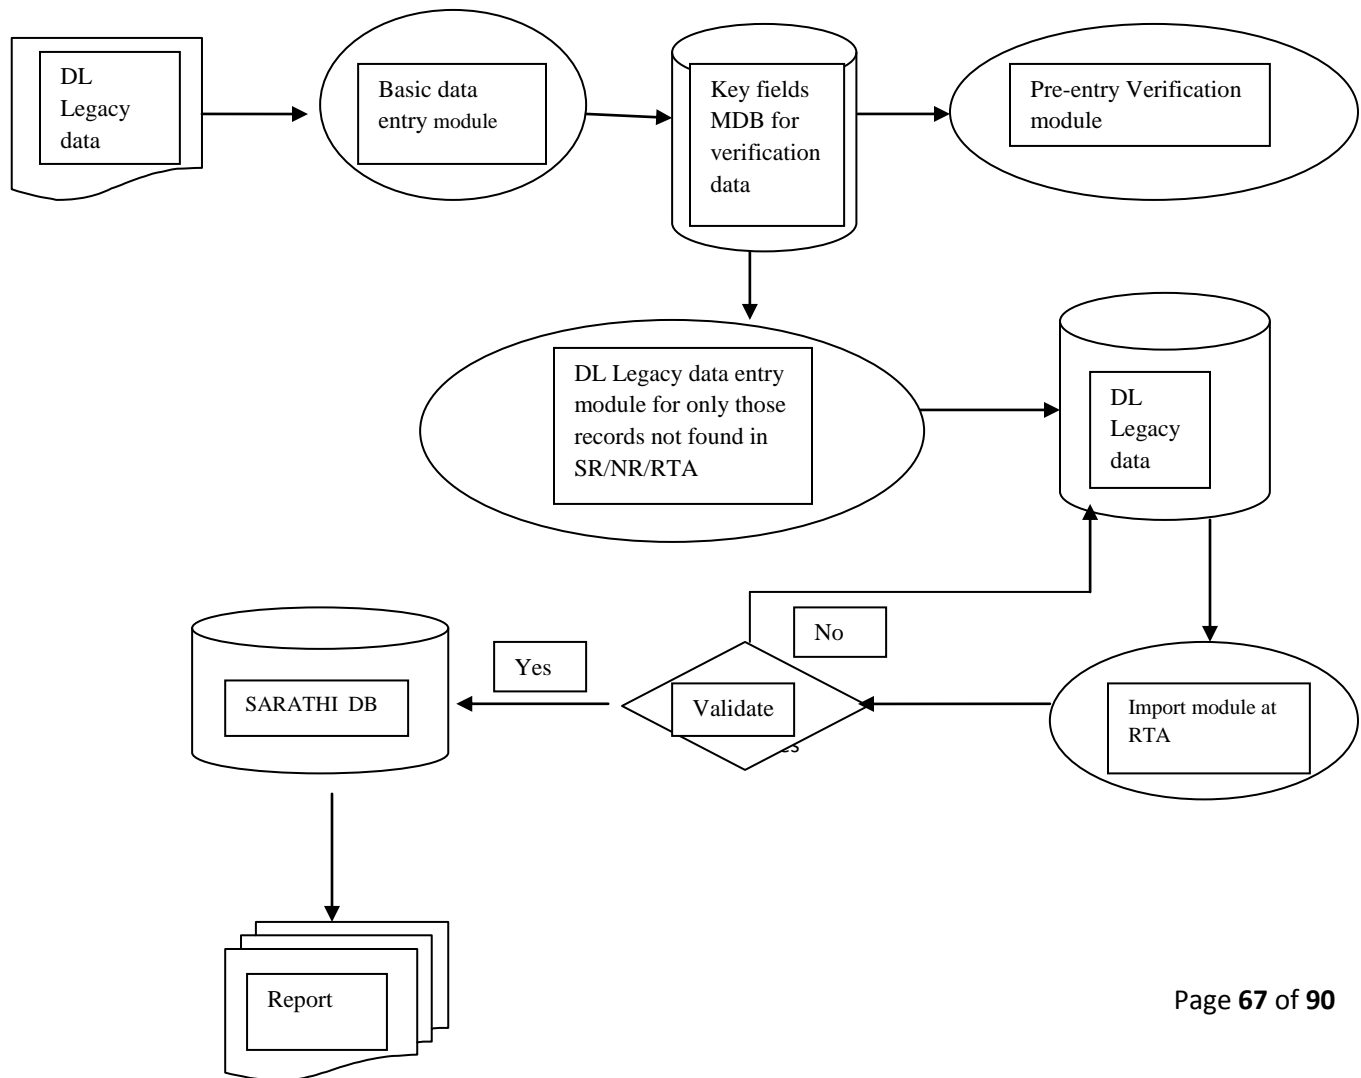 DL
Legacy
data
Basic data
entry module
Key fields
MDB for
verification
data
Pre-entry Verification
module
DL Legacy data entry
module for only those
records not found in
SR/NR/RTA
DL
Legacy
data
No
Yes
SARATHI DB
Validate
Import module at
RTA
Report
Page 67 of 90